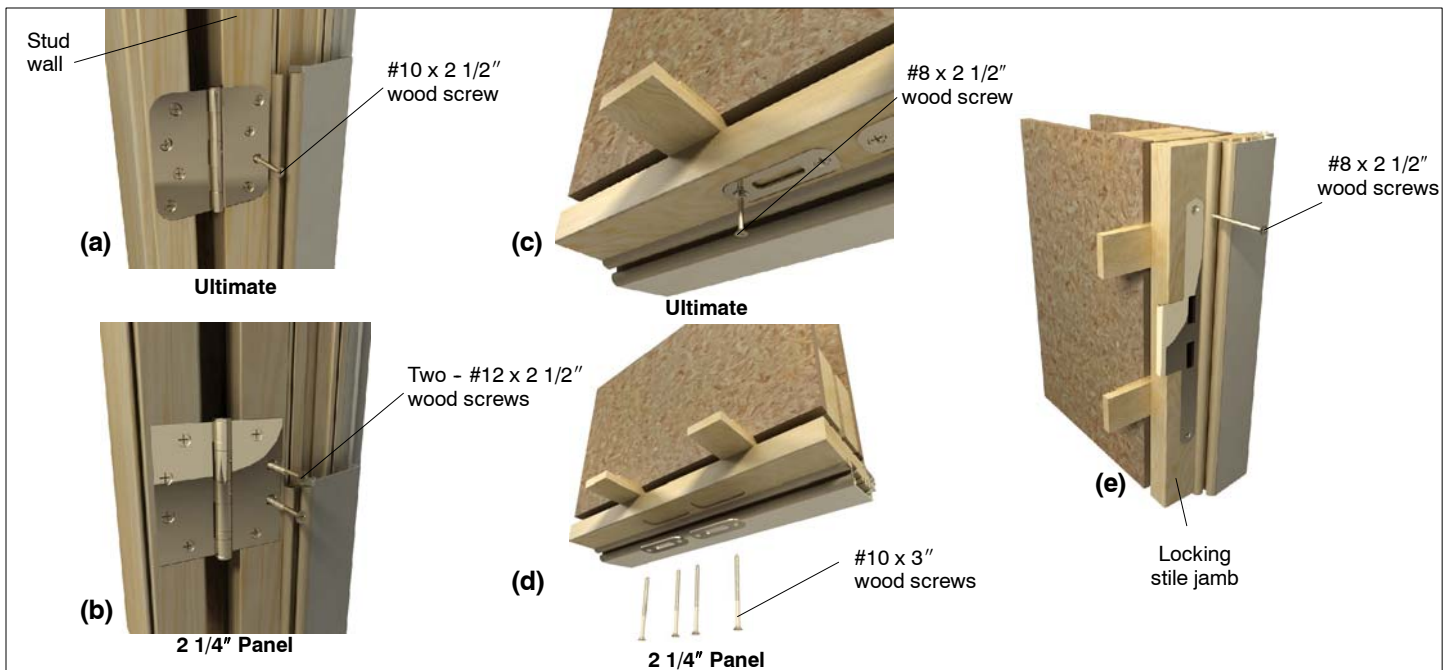 Stud
wall
#10 x 2 1/2″
wood screw
(a)
Ultimate
Two - #12 x 2 1/2″
wood screws
(b)
2 1/4″ Panel
#8 x 2 1/2″
wood screw
(c)
Ultimate
#10 x 3″
wood screws
(d)
2 1/4″ Panel
#8 x 2 1/2″
wood screws
(e)
Locking
stile jamb